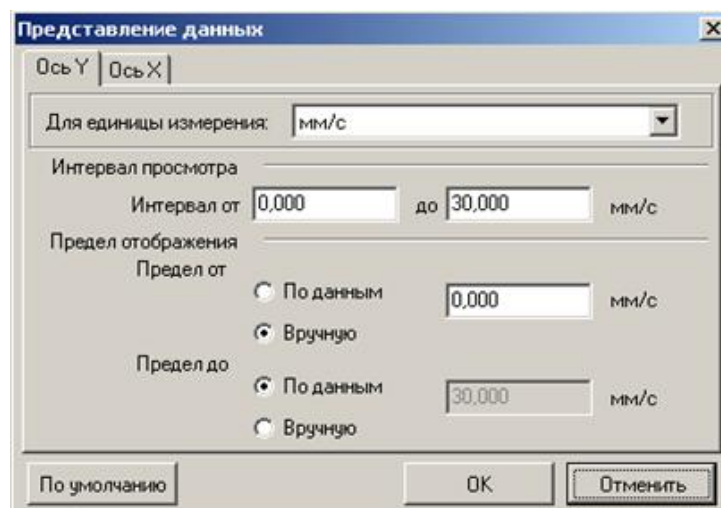 Представление данных
Ось Y Ось X
Для единицы измерения: мм/с
Интервал просмотра
Интервал от 0,000 до 30,000 мм/с
Предел отображения
Предел от
По данным 0,000 мм/с
Вручную
Предел до
По данным 30,000 мм/с
Вручную
По умолчанию OK Отменить